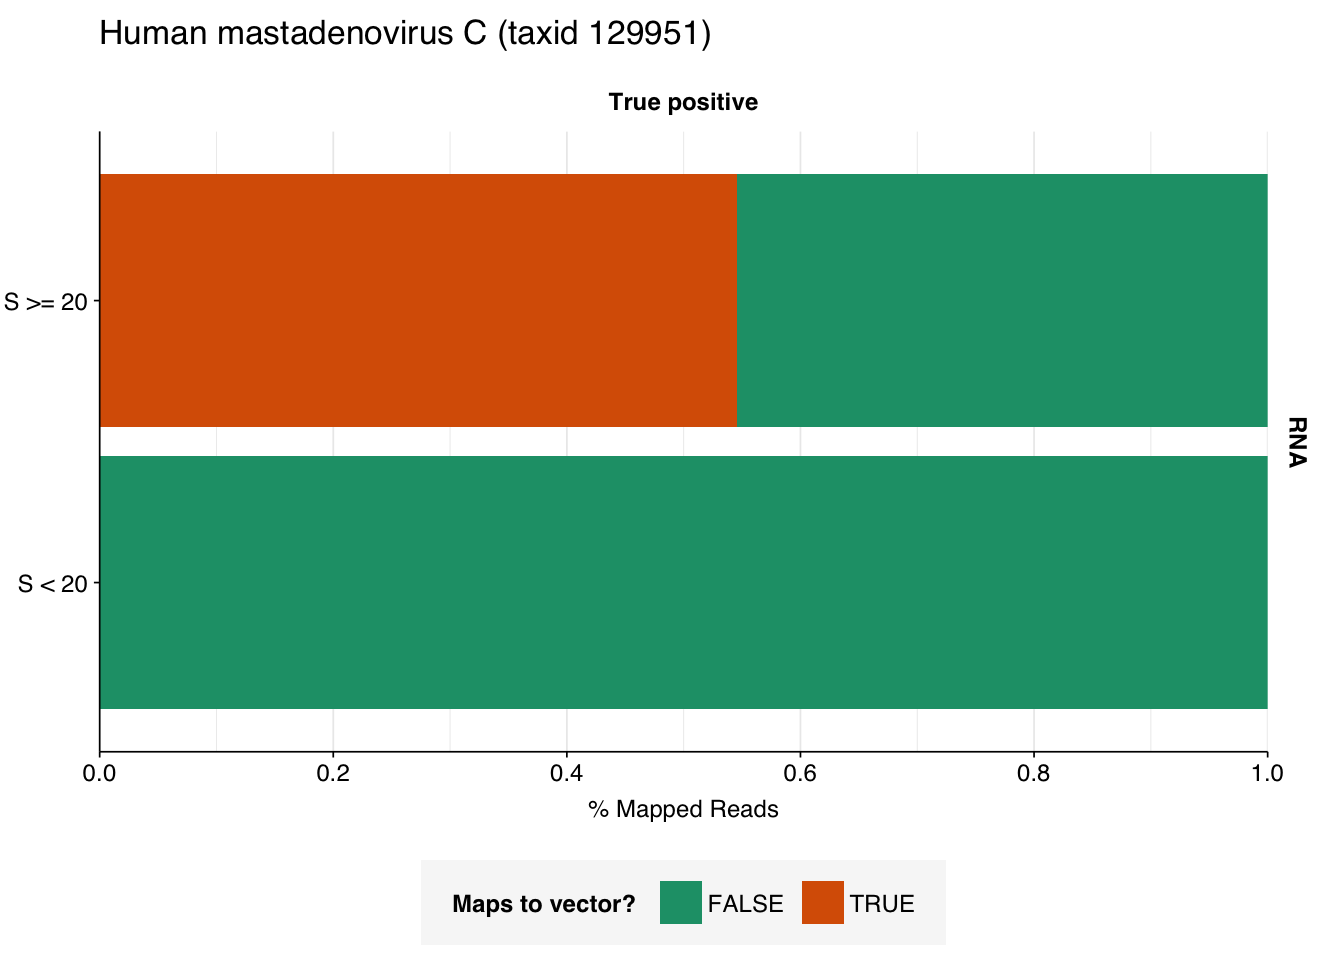 Human mastadenovirus C (taxid 129951)
True positive
S >= 20
S < 20
RNA
0.0 0.2 0.4 0.6 0.8 1.0
% Mapped Reads
Maps to vector? FALSE TRUE